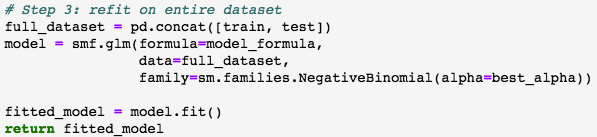 # Step 3: refit on entire dataset
full_dataset = pd.concat([train, test])
model = smf.glm(formula=model_formula,
                data=full_dataset,
                family=sm.families.NegativeBinomial(alpha=best_alpha))

fitted_model = model.fit()
return fitted_model